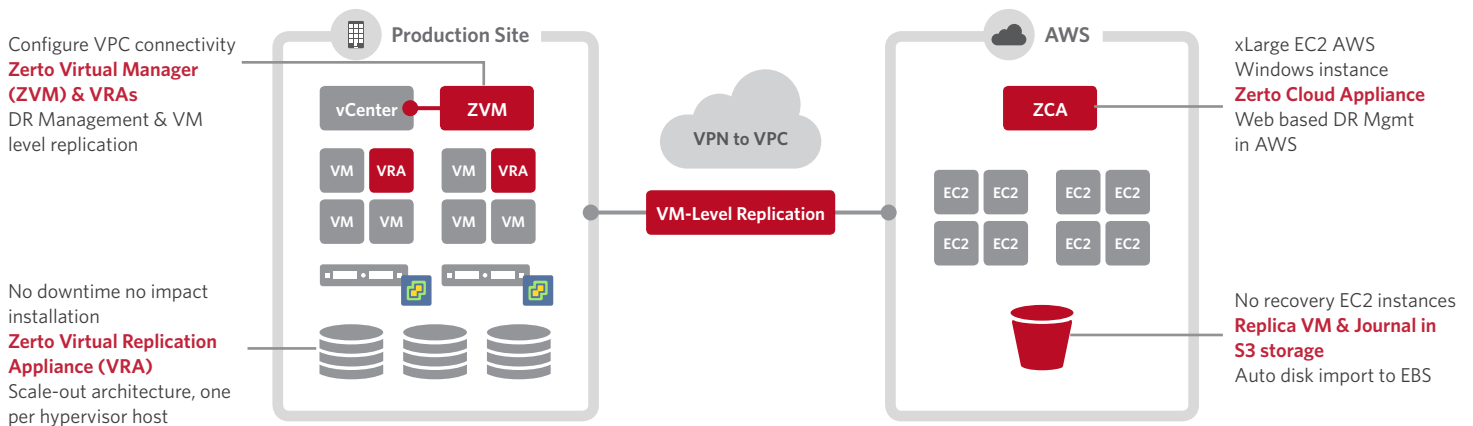 Configure VPC connectivity
Zerto Virtual Manager
(ZVM) & VRAs
DR Management & VM
level replication
No downtime no impact
installation
Zerto Virtual Replication
Appliance (VRA)
Scale-out architecture, one
per hypervisor host
Production Site
vCenter
ZVM
VM VRA VM VRA
VM VM VM VM
VPN to VPC
VM-Level Replication
AWS
ZCA
EC2 EC2 EC2 EC2
EC2 EC2 EC2 EC2
xLarge EC2 AWS
Windows instance
Zerto Cloud Appliance
Web based DR Mgmt
in AWS
No recovery EC2 instances
Replica VM & Journal in
S3 storage
Auto disk import to EBS